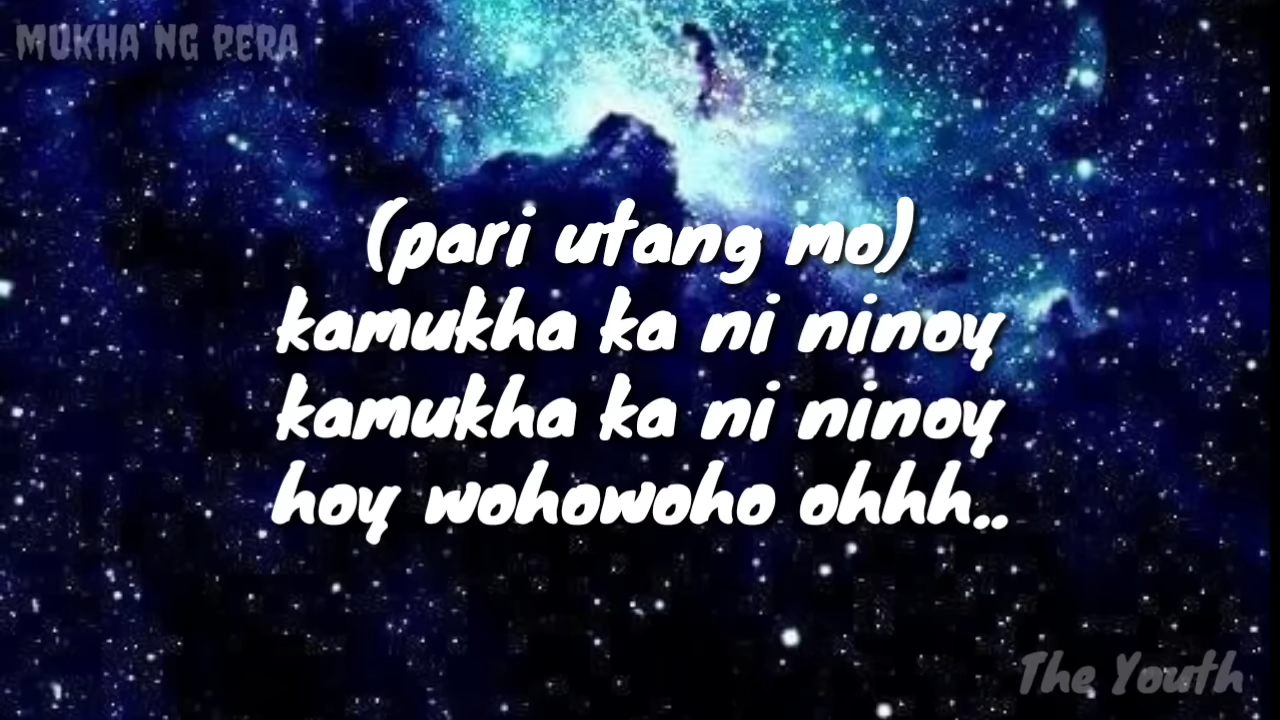 MUKHA NG PERA
(pari utang mo)
kamukha ka ni ninoy
kamukha ka ni ninoy
hoy wohowoho ohhh..
The Youth